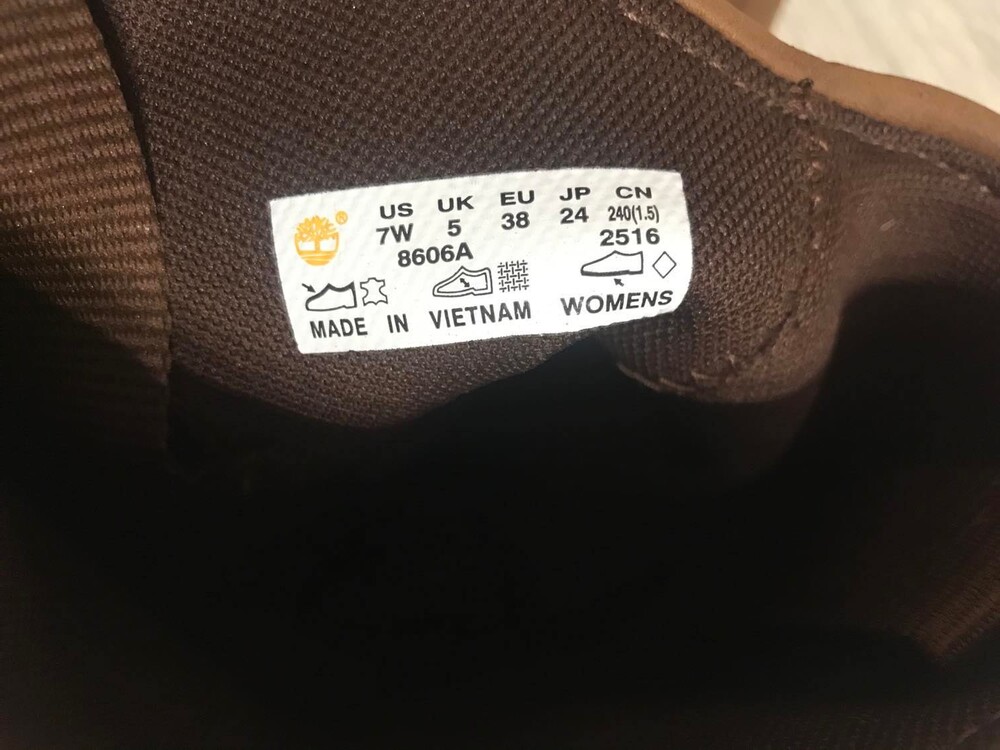 US UK EU JP CN
7W 5 38 24 240(1.5)
8606A 2516
MADE IN VIETNAM WOMENS